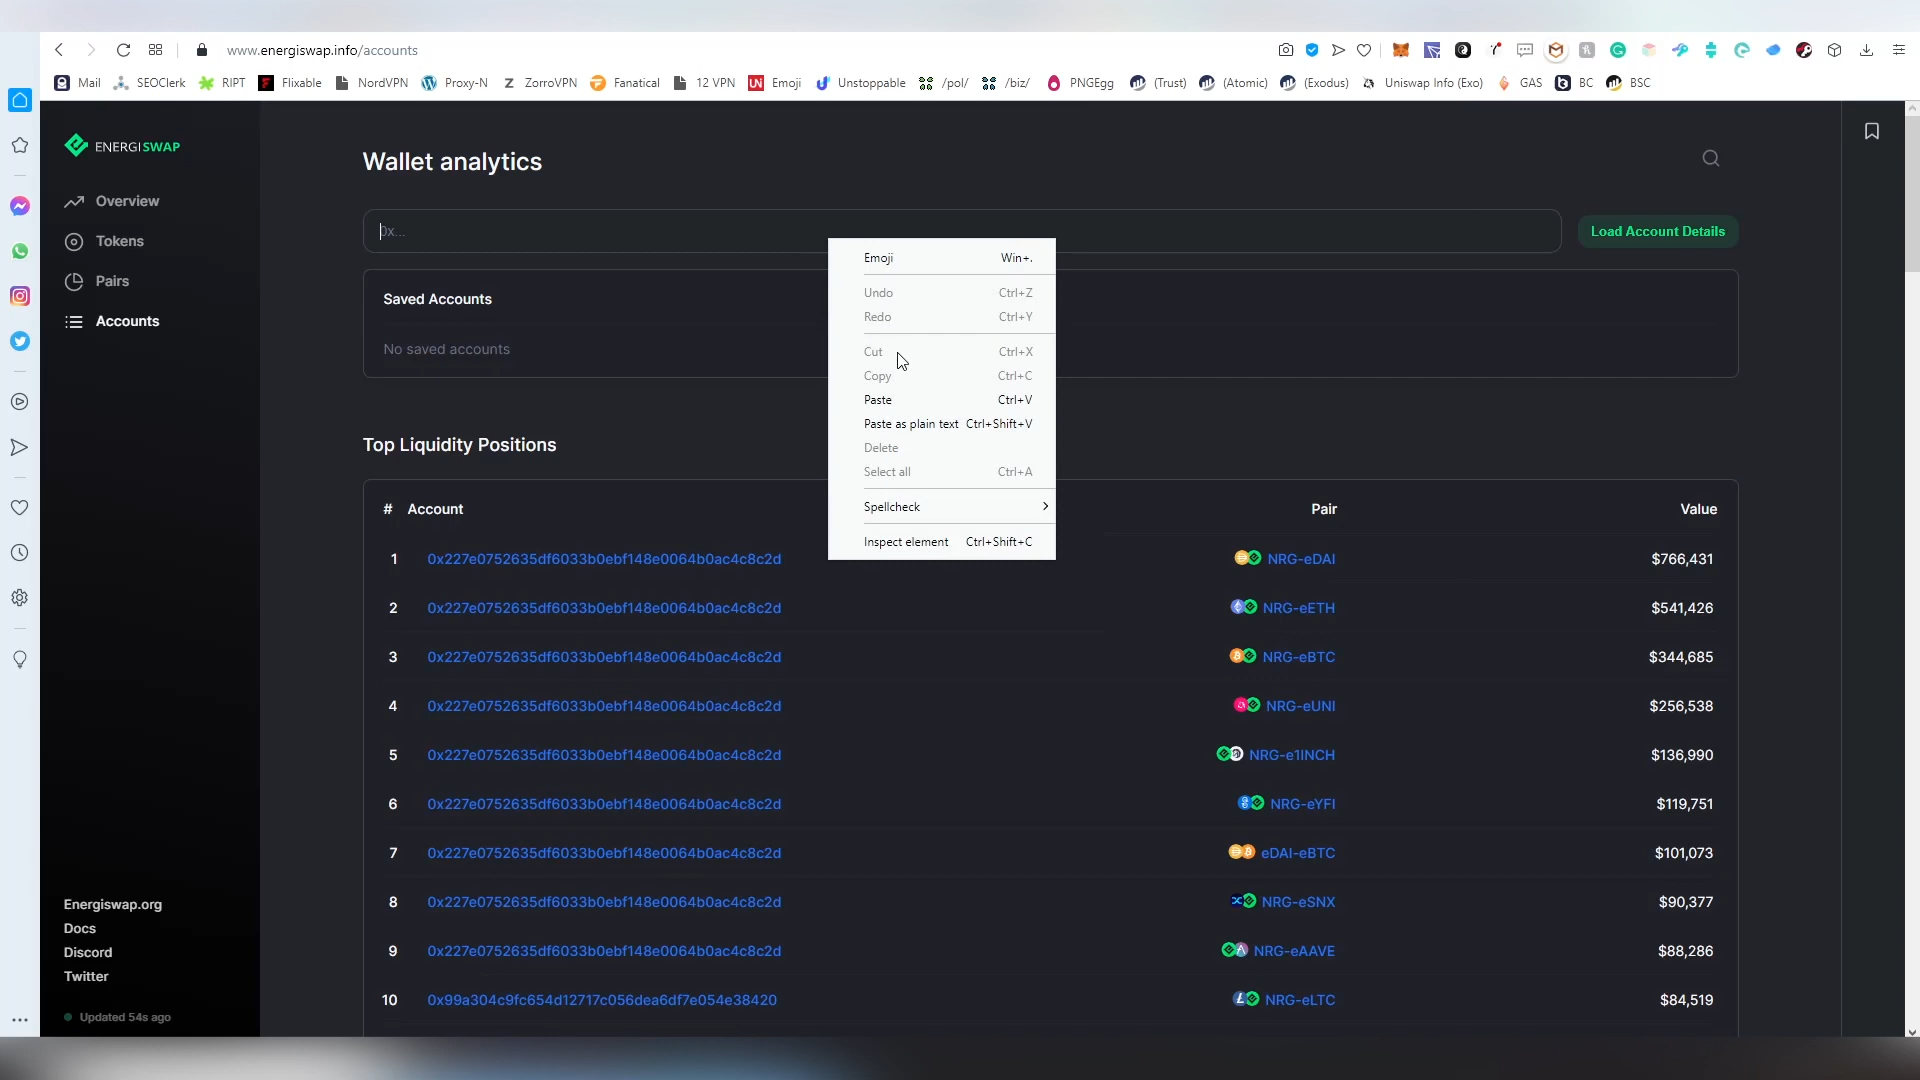 www.energiswap.info/accounts
Mail SEOClerk RIPT Flixable NordVPN Proxy-N ZorroVPN Fanatical 12 VPN UN Emoji Unstoppable /pol/ /biz/ PNGEgg (Trust) (Atomic) (Exodus) Uniswap Info (Exo) GAS BC BSC
ENERGISWAP
Overview
Tokens
Pairs
Accounts
Wallet analytics
0x...
Load Account Details
Saved Accounts
No saved accounts
Emoji Win+.
Undo Ctrl+Z
Redo Ctrl+Y
Cut Ctrl+X
Copy Ctrl+C
Paste Ctrl+V
Paste as plain text Ctrl+Shift+V
Delete
Select all Ctrl+A
Spellcheck
Inspect element Ctrl+Shift+C
Top Liquidity Positions
# Account Pair Value
1 0x227e0752635df6033b0ebf148e0064b0ac4c8c2d NRG-eDAI $766,431
2 0x227e0752635df6033b0ebf148e0064b0ac4c8c2d NRG-eETH $541,426
3 0x227e0752635df6033b0ebf148e0064b0ac4c8c2d NRG-eBTC $344,685
4 0x227e0752635df6033b0ebf148e0064b0ac4c8c2d NRG-eUNI $256,538
5 0x227e0752635df6033b0ebf148e0064b0ac4c8c2d NRG-e1INCH $136,990
6 0x227e0752635df6033b0ebf148e0064b0ac4c8c2d NRG-eYFI $119,751
7 0x227e0752635df6033b0ebf148e0064b0ac4c8c2d eDAI-eBTC $101,073
8 0x227e0752635df6033b0ebf148e0064b0ac4c8c2d NRG-eSNX $90,377
9 0x227e0752635df6033b0ebf148e0064b0ac4c8c2d NRG-eAAVE $88,286
10 0x99a304c9fc654d12717c056dea6df7e054e38420 NRG-eLTC $84,519
Energiswap.org
Docs
Discord
Twitter
Updated 54s ago